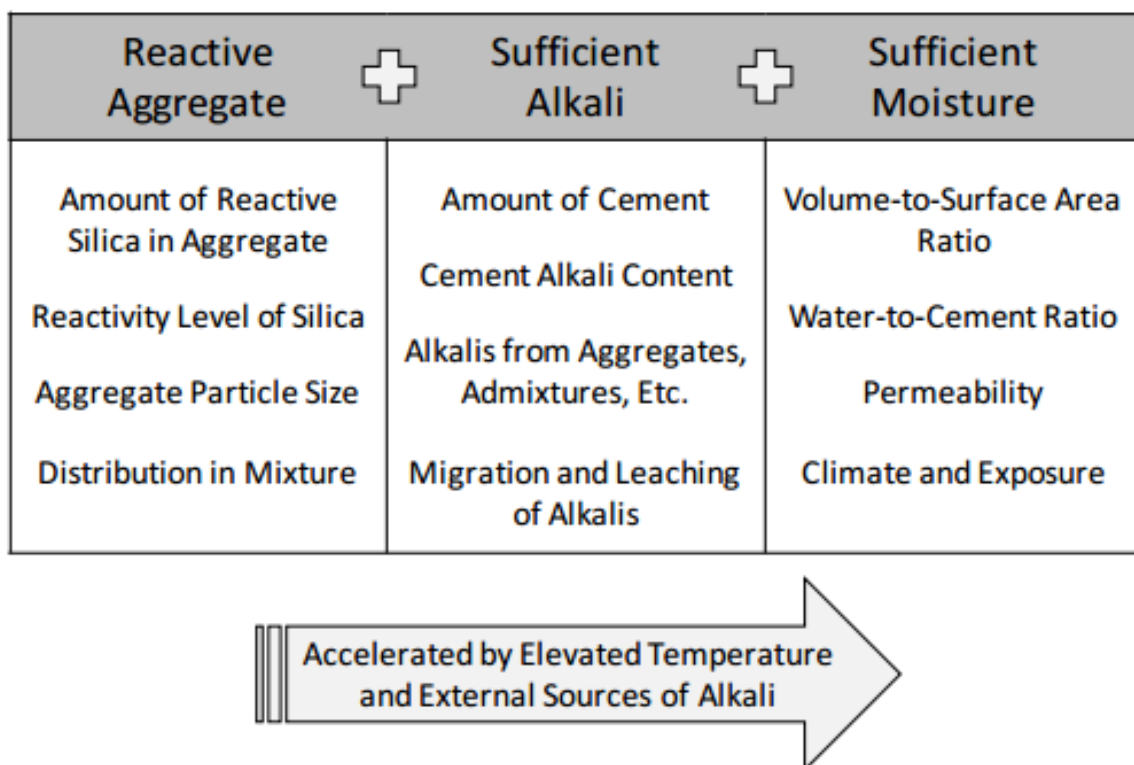 Reactive
Aggregate
Sufficient
Alkali
Sufficient
Moisture
Amount of Reactive
Silica in Aggregate
Reactivity Level of Silica
Aggregate Particle Size
Distribution in Mixture
Amount of Cement
Cement Alkali Content
Alkalis from Aggregates,
Admixtures, Etc.
Migration and Leaching
of Alkalis
Volume-to-Surface Area
Ratio
Water-to-Cement Ratio
Permeability
Climate and Exposure
Accelerated by Elevated Temperature
and External Sources of Alkali